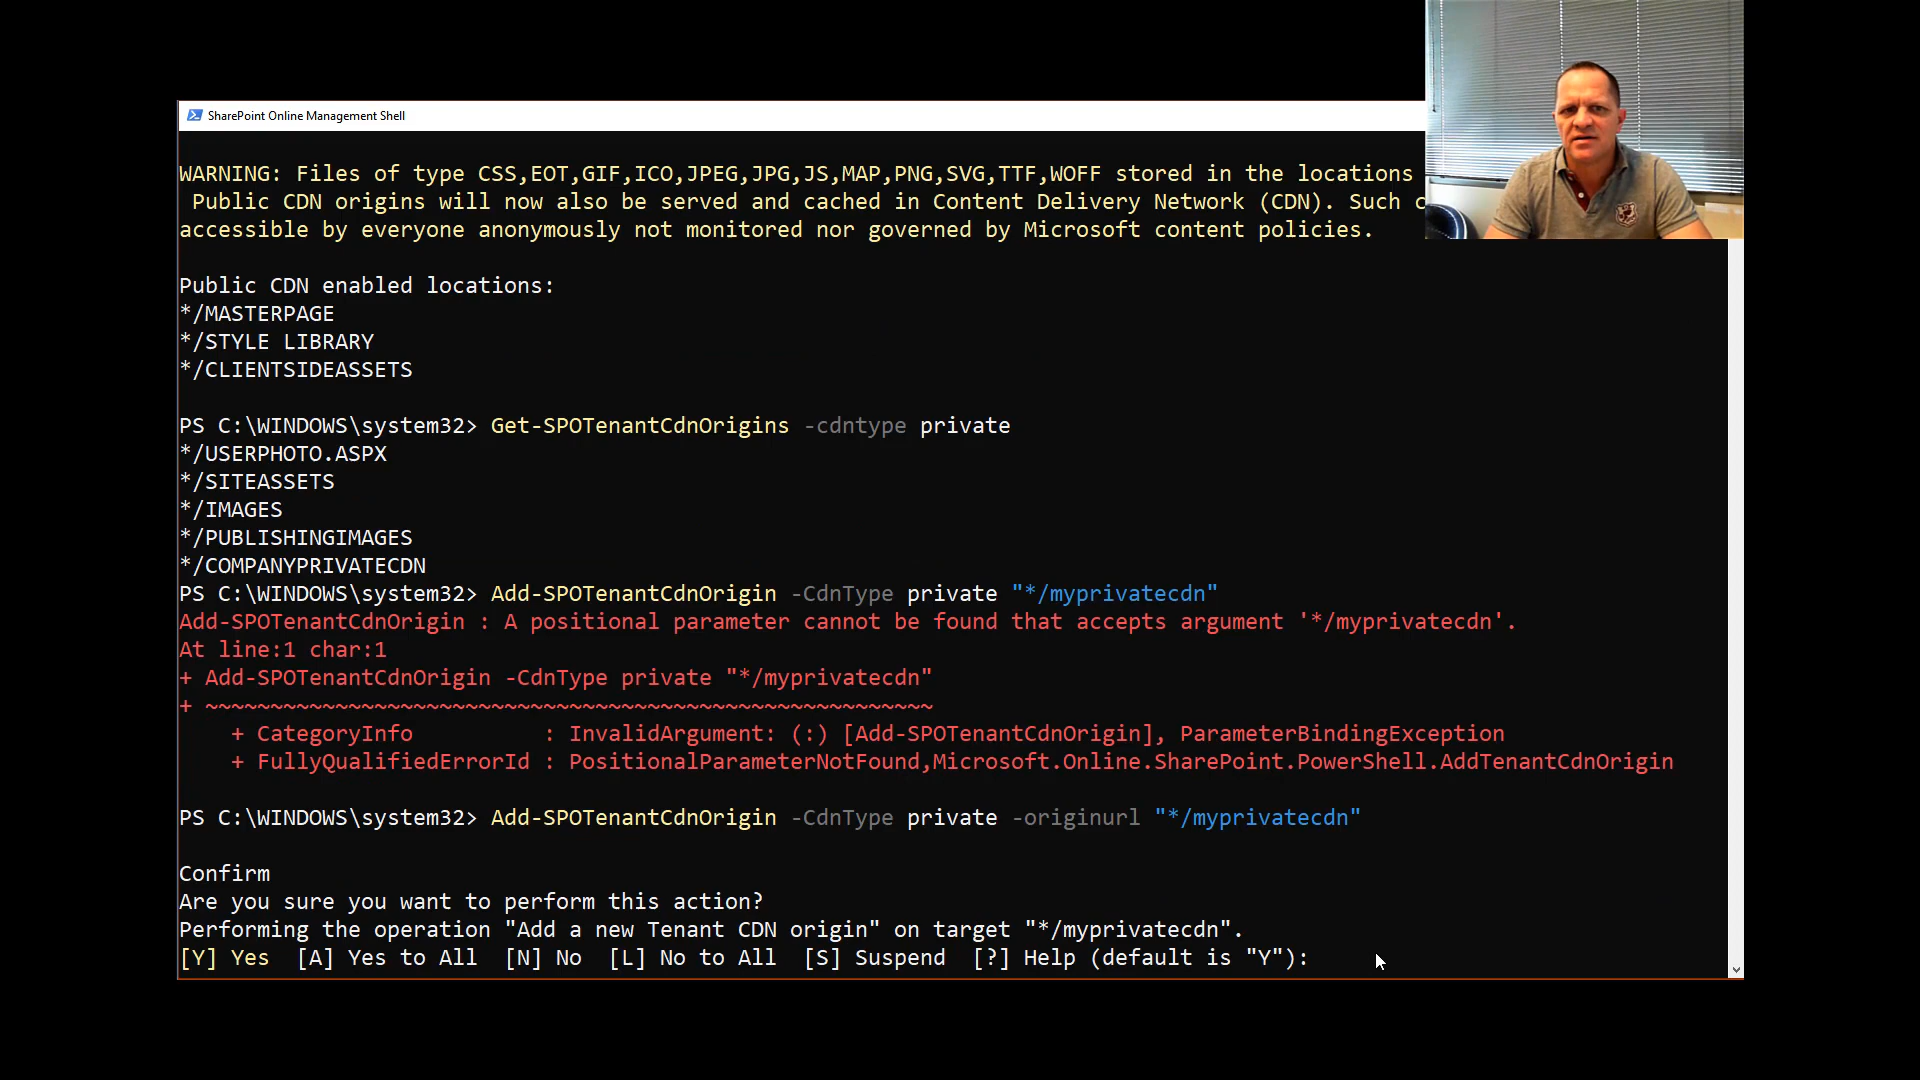 SharePoint Online Management Shell
WARNING: Files of type CSS,EOT,GIF,ICO,JPEG,JPG,JS,MAP,PNG,SVG,TTF,WOFF stored in the locations
Public CDN origins will now also be served and cached in Content Delivery Network (CDN). Such
accessible by everyone anonymously not monitored nor governed by Microsoft content policies.
Public CDN enabled locations:
*/MASTERPAGE
*/STYLE LIBRARY
*/CLIENTSIDEASSETS
PS C:\WINDOWS\system32> Get-SPOTenantCdnOrigins -cdntype private
*/USERPHOTO.ASPX
*/SITEASSETS
*/IMAGES
*/PUBLISHINGIMAGES
*/COMPANYPRIVATECDN
PS C:\WINDOWS\system32> Add-SPOTenantCdnOrigin -CdnType private "*/myprivatecdn"
Add-SPOTenantCdnOrigin : A positional parameter cannot be found that accepts argument '*/myprivatecdn'.
At line:1 char:1
+ Add-SPOTenantCdnOrigin -CdnType private "*/myprivatecdn"
+ ~~~~~~~~~~~~~~~~~~~~~~~~~~~~~~~~~~~~~~~~~~~~~~~~~~~~~~~~
+ CategoryInfo : InvalidArgument: (:) [Add-SPOTenantCdnOrigin], ParameterBindingException
+ FullyQualifiedErrorId : PositionalParameterNotFound,Microsoft.Online.SharePoint.PowerShell.AddTenantCdnOrigin
PS C:\WINDOWS\system32> Add-SPOTenantCdnOrigin -CdnType private -originurl "*/myprivatecdn"
Confirm
Are you sure you want to perform this action?
Performing the operation "Add a new Tenant CDN origin" on target "*/myprivatecdn".
[Y] Yes [A] Yes to All [N] No [L] No to All [S] Suspend [?] Help (default is "Y"):